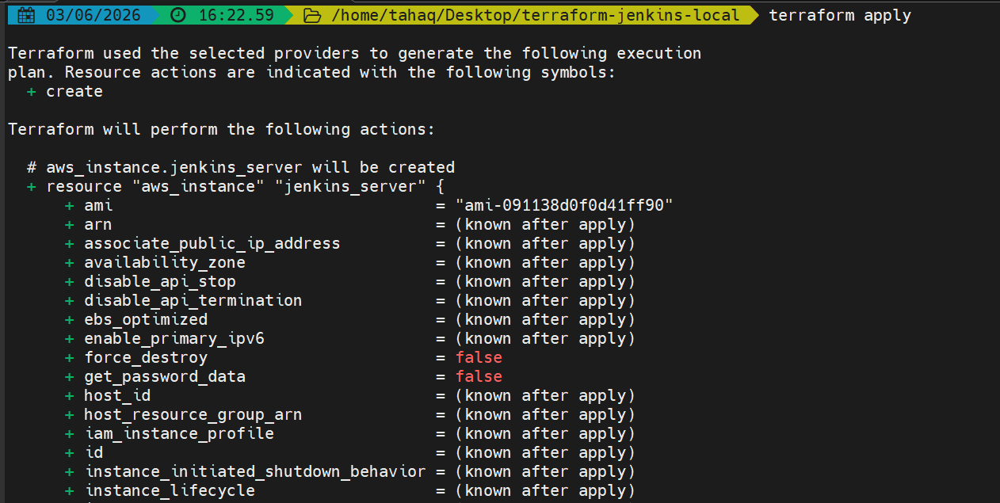 03/06/2026 16:22.59 /home/tahaq/Desktop/terraform-jenkins-local terraform apply
Terraform used the selected providers to generate the following execution
plan. Resource actions are indicated with the following symbols:
+ create
Terraform will perform the following actions:
# aws_instance.jenkins_server will be created
+ resource "aws_instance" "jenkins_server" {
+ ami = "ami-091138d0f0d41ff90"
+ arn = (known after apply)
+ associate_public_ip_address = (known after apply)
+ availability_zone = (known after apply)
+ disable_api_stop = (known after apply)
+ disable_api_termination = (known after apply)
+ ebs_optimized = (known after apply)
+ enable_primary_ipv6 = (known after apply)
+ force_destroy = false
+ get_password_data = false
+ host_id = (known after apply)
+ host_resource_group_arn = (known after apply)
+ iam_instance_profile = (known after apply)
+ id = (known after apply)
+ instance_initiated_shutdown_behavior = (known after apply)
+ instance_lifecycle = (known after apply)